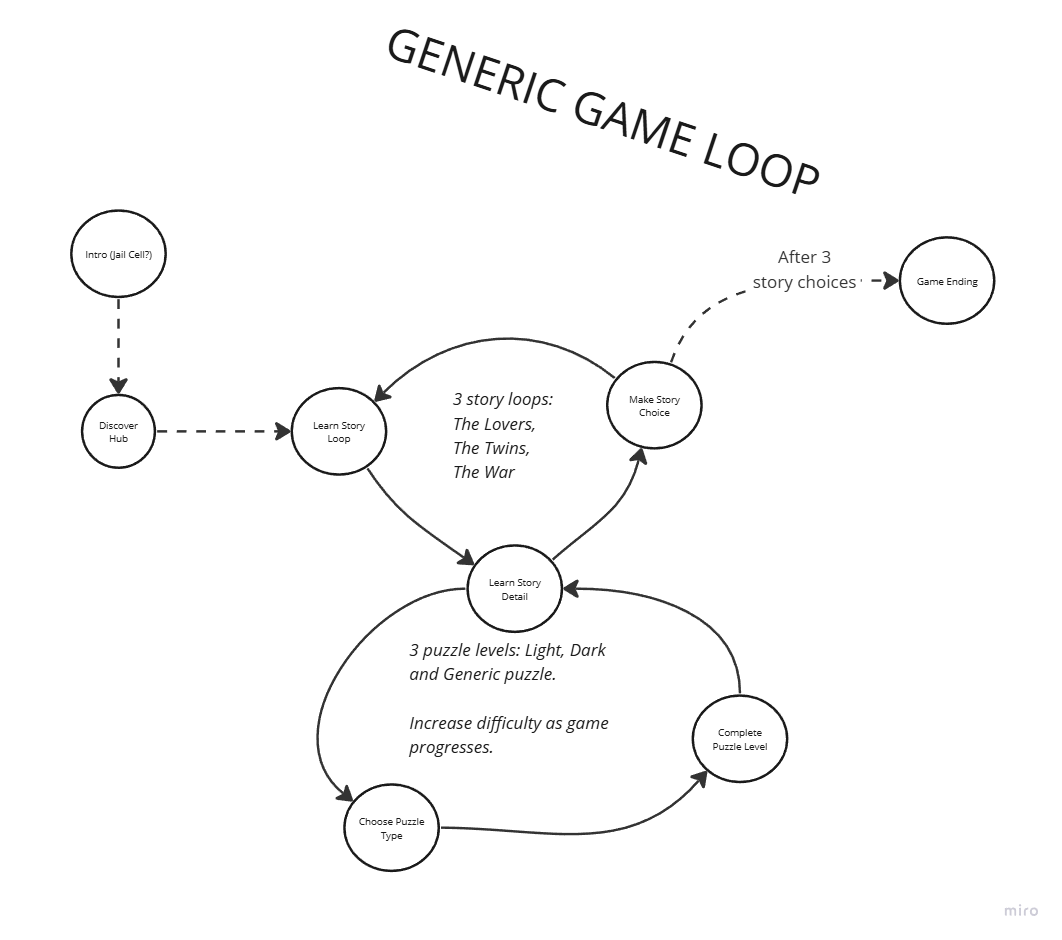 GENERIC GAME LOOP
Intro (Jail Cell?)
After 3
story choices
Game Ending
Discover
Hub
Learn Story
Loop
3 story loops:
The Lovers,
The Twins,
The War
Make Story
Choice
Learn Story
Detail
3 puzzle levels: Light, Dark
and Generic puzzle.
Increase difficulty as game
progresses.
Complete
Puzzle Level
Choose Puzzle
Type
miro